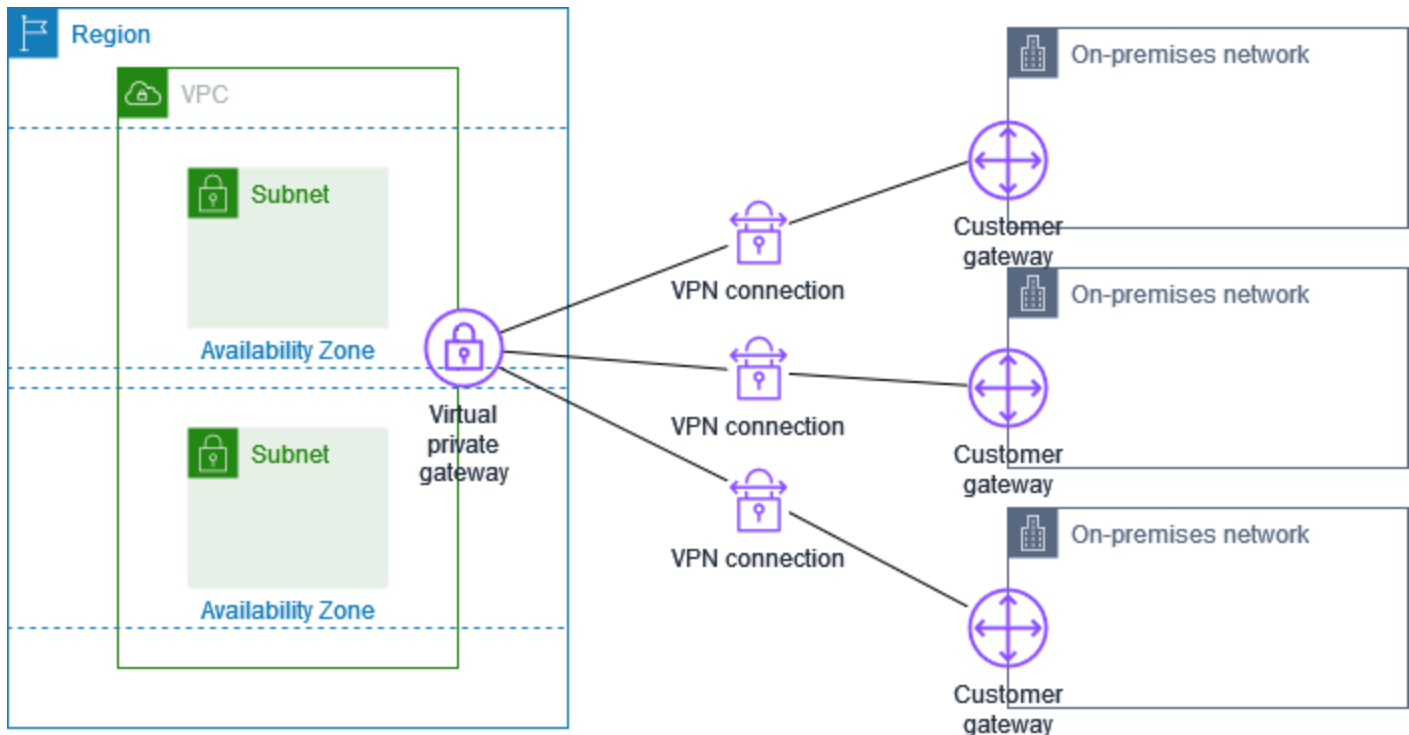 Region
VPC
Subnet
Availability Zone
Subnet
Availability Zone
Virtual
private
gateway
VPN connection
VPN connection
VPN connection
On-premises network
Customer
gateway
On-premises network
Customer
gateway
On-premises network
Customer
gateway